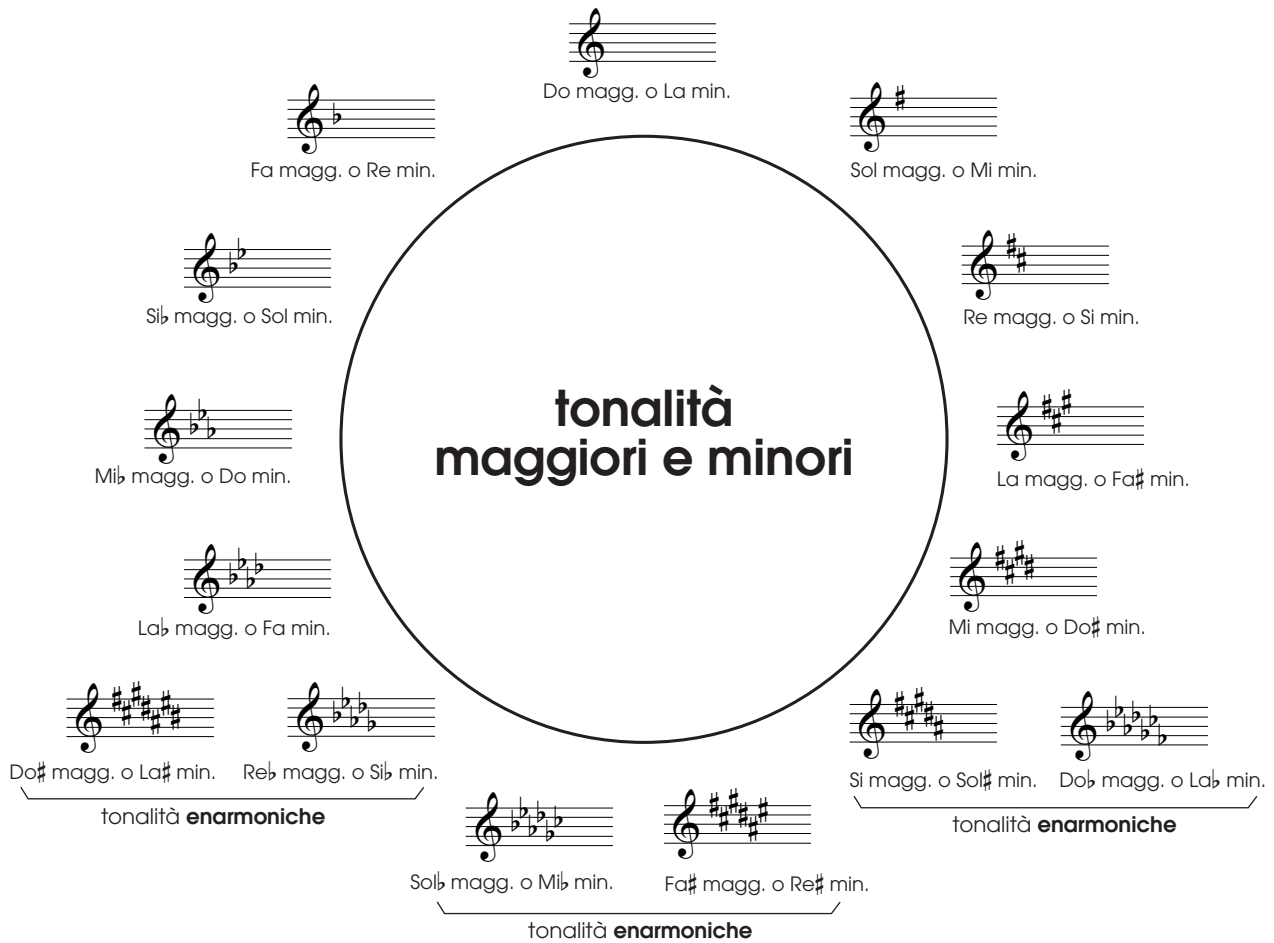 Do magg. o La min.
Fa magg. o Re min.
Sol magg. o Mi min.
Si♭ magg. o Sol min.
Re magg. o Si min.
tonalità
maggiori e minori
Mi♭ magg. o Do min.
La magg. o Fa♯ min.
La♭ magg. o Fa min.
Mi magg. o Do♯ min.
Do♯ magg. o La♯ min.
Re♭ magg. o Si♭ min.
tonalità enarmoniche
Si magg. o Sol♯ min.
Do♭ magg. o La♭ min.
tonalità enarmoniche
Sol♭ magg. o Mi♭ min.
Fa♯ magg. o Re♯ min.
tonalità enarmoniche